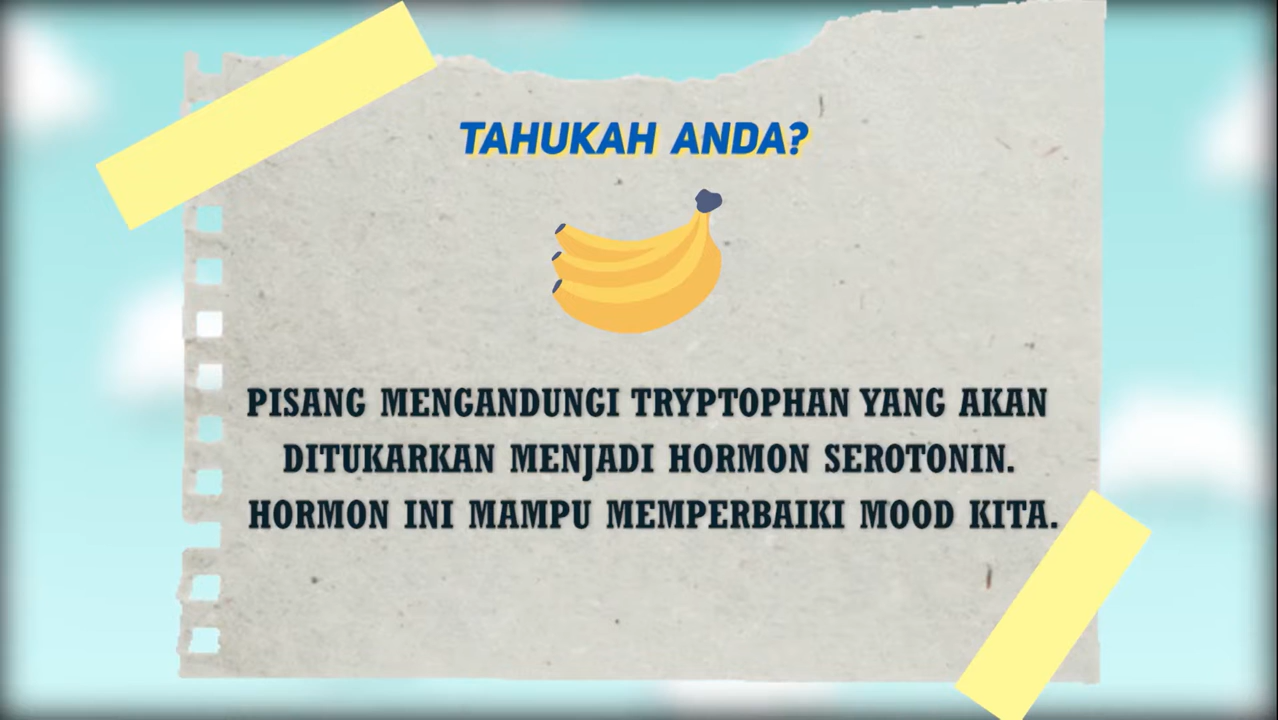 TAHUKAH ANDA?
PISANG MENGANDUNGI TRYPTOPHAN YANG AKAN
DITUKARKAN MENJADI HORMON SEROTONIN.
HORMON INI MAMPU MEMPERBAIKI MOOD KITA.